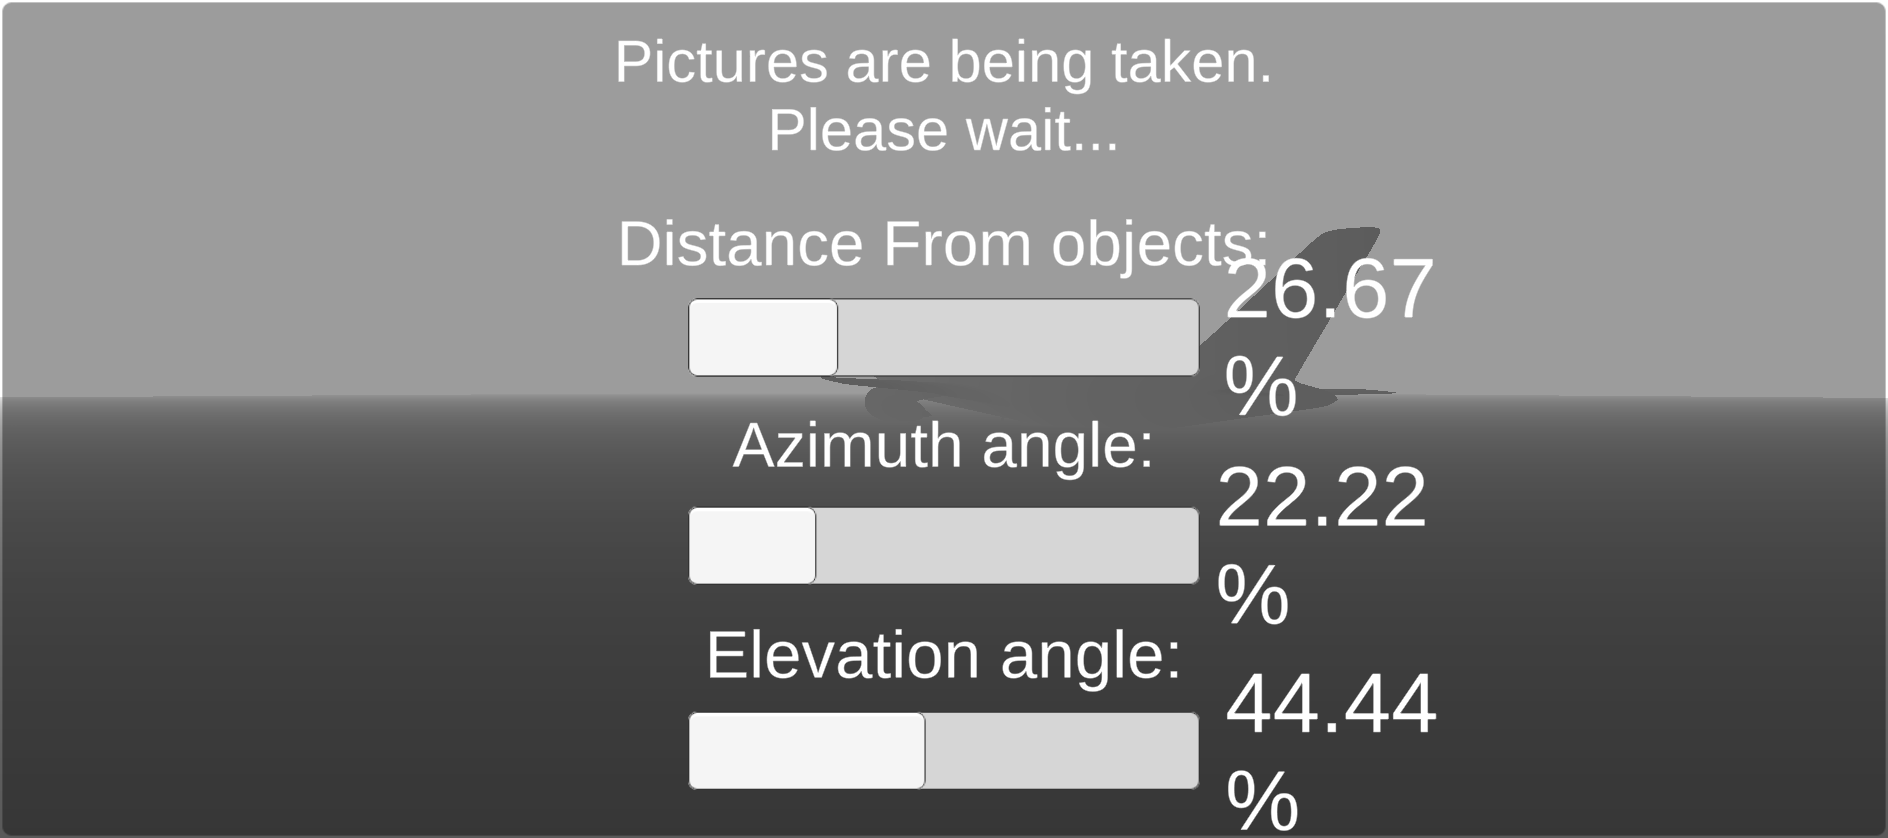 Pictures are being taken.
Please wait...
Distance From objects:
26.67
%
Azimuth angle:
22.22
%
Elevation angle:
44.44
%